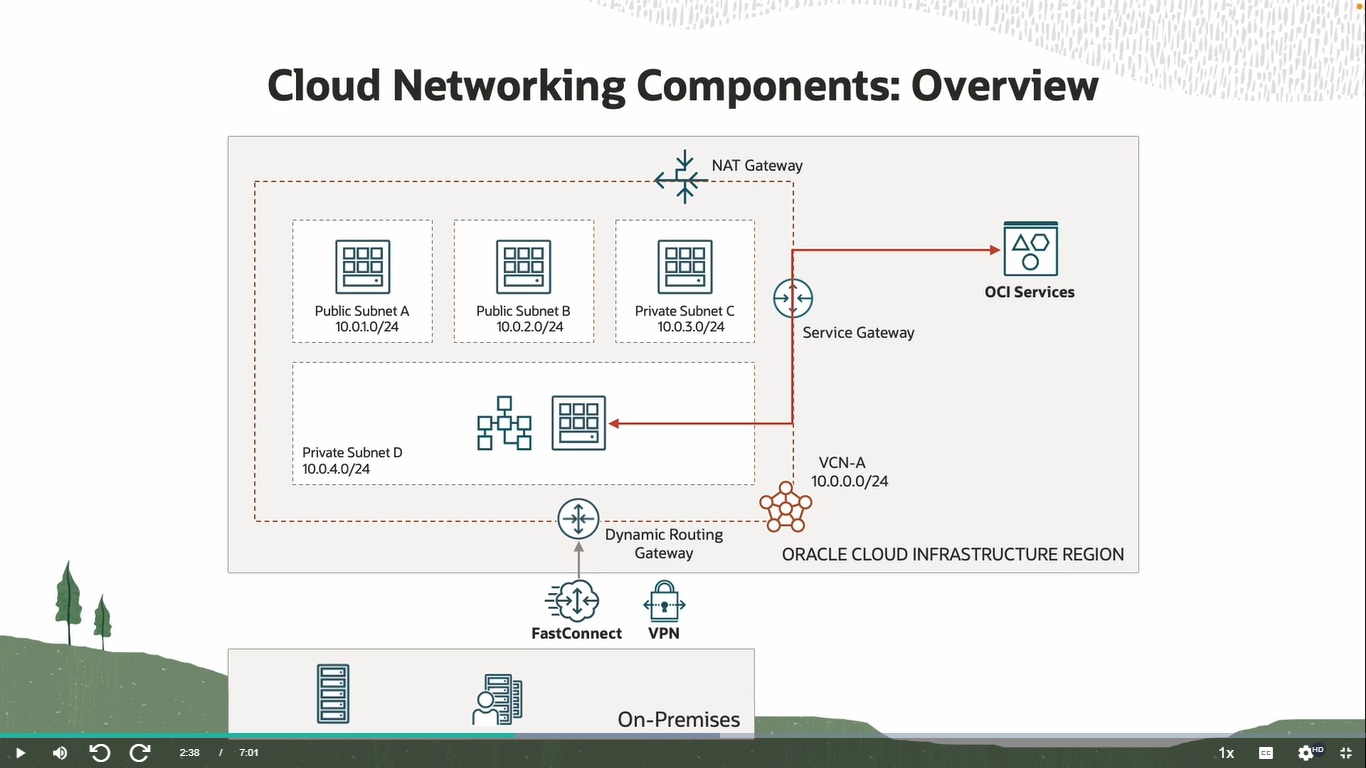 Cloud Networking Components: Overview
NAT Gateway
Public Subnet A
10.0.1.0/24
Public Subnet B
10.0.2.0/24
Private Subnet C
10.0.3.0/24
OCI Services
Service Gateway
Private Subnet D
10.0.4.0/24
VCN-A
10.0.0.0/24
Dynamic Routing
Gateway
ORACLE CLOUD INFRASTRUCTURE REGION
FastConnect
VPN
On-Premises
2:38 / 7:01
1x
CC
HD